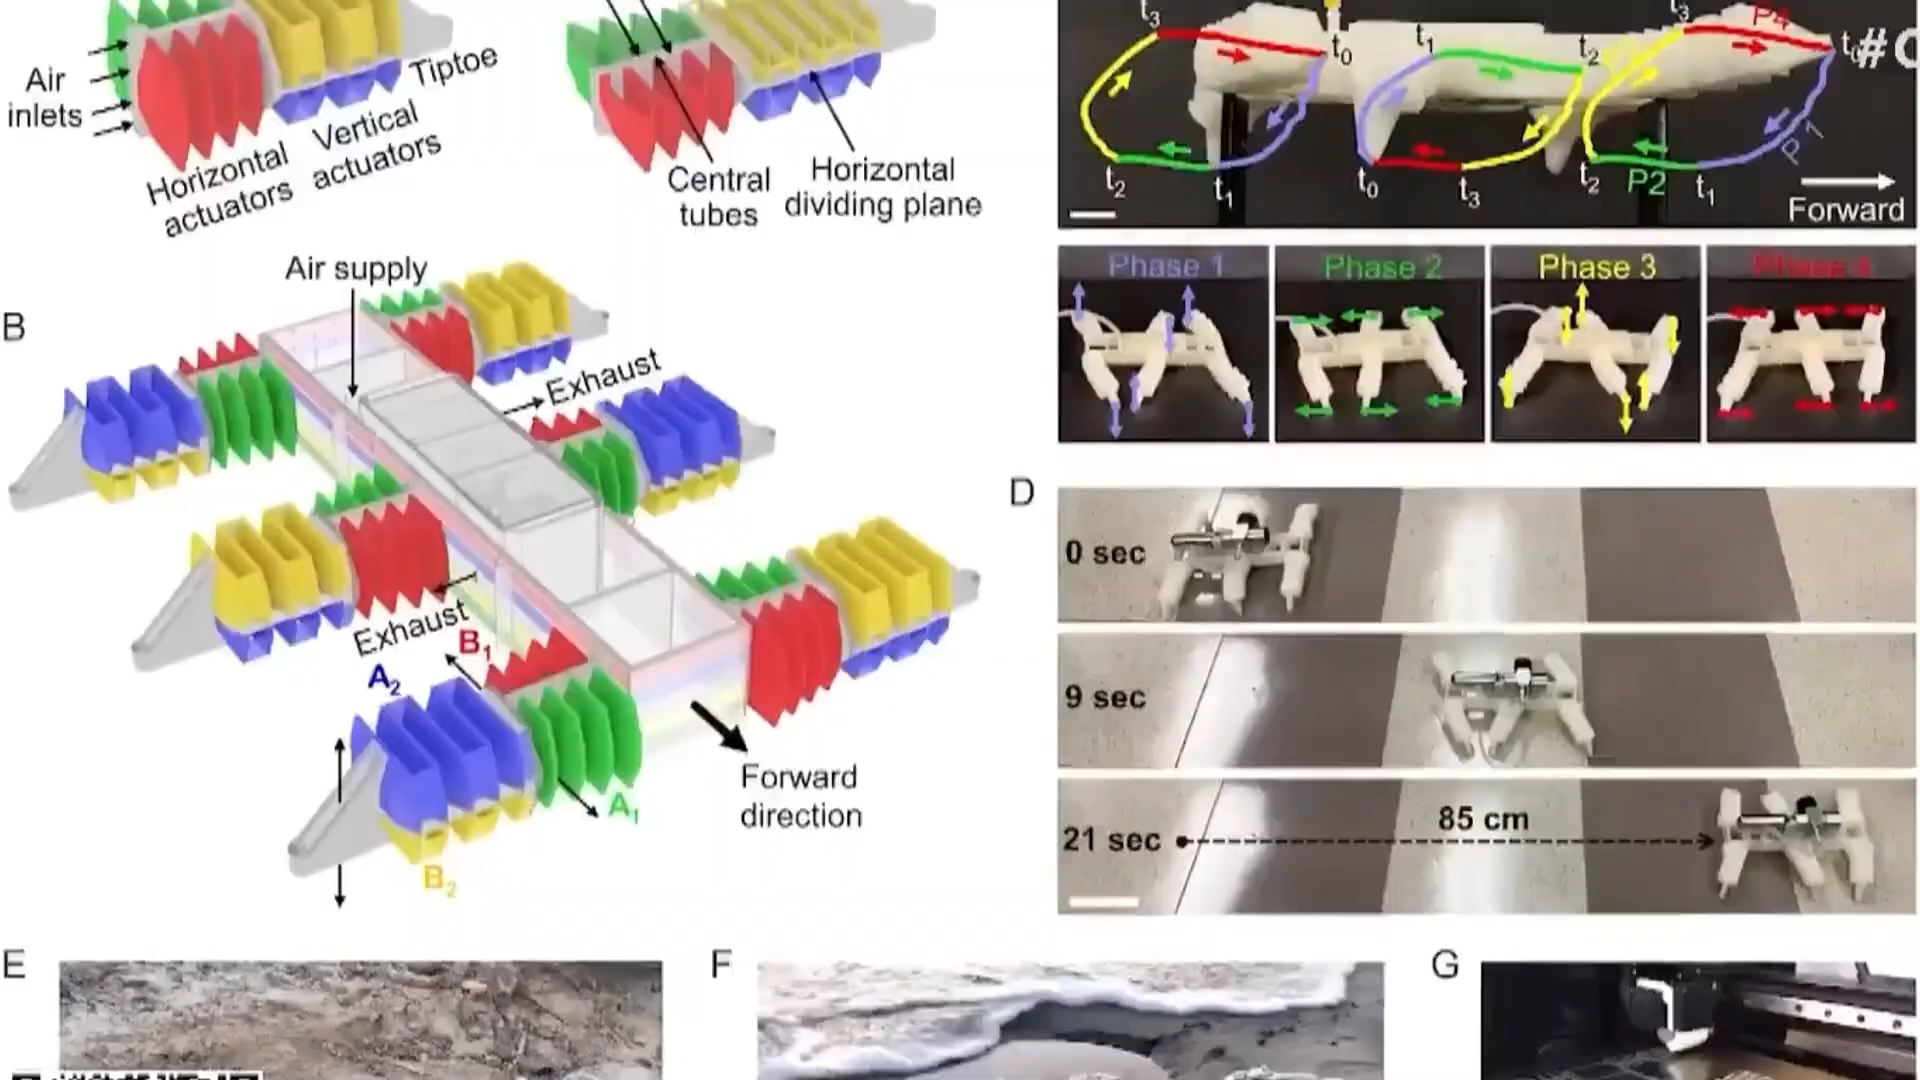 Air
inlets
Horizontal
actuators
Vertical
actuators
Tiptoe
Central
tubes
Horizontal
dividing plane
t3
t0
t1
t2
t3
P4
t0
#C
P1
t2
t1
t0
t3
t2
P2
t1
Forward
Phase 1
Phase 2
Phase 3
Phase 4
B
Air supply
Exhaust
Exhaust
B1
A2
A1
B2
Forward
direction
D
0 sec
9 sec
21 sec
85 cm
E
F
G